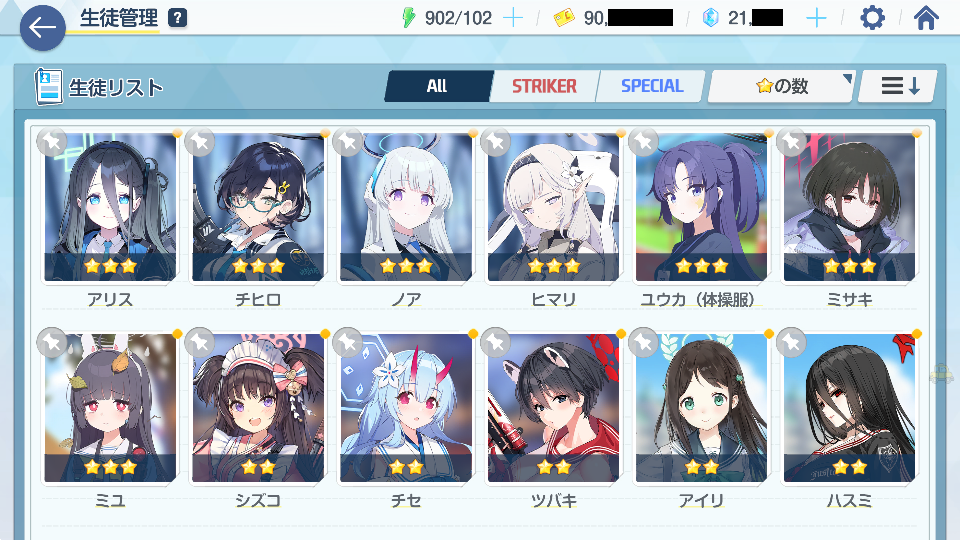 生徒管理 ? 902/102 90, 21,
生徒リスト All STRIKER SPECIAL の数
アリス チヒロ ノア ヒマリ ユウカ（体操服） ミサキ
ミユ シズコ チセ ツバキ アイリ ハスミ